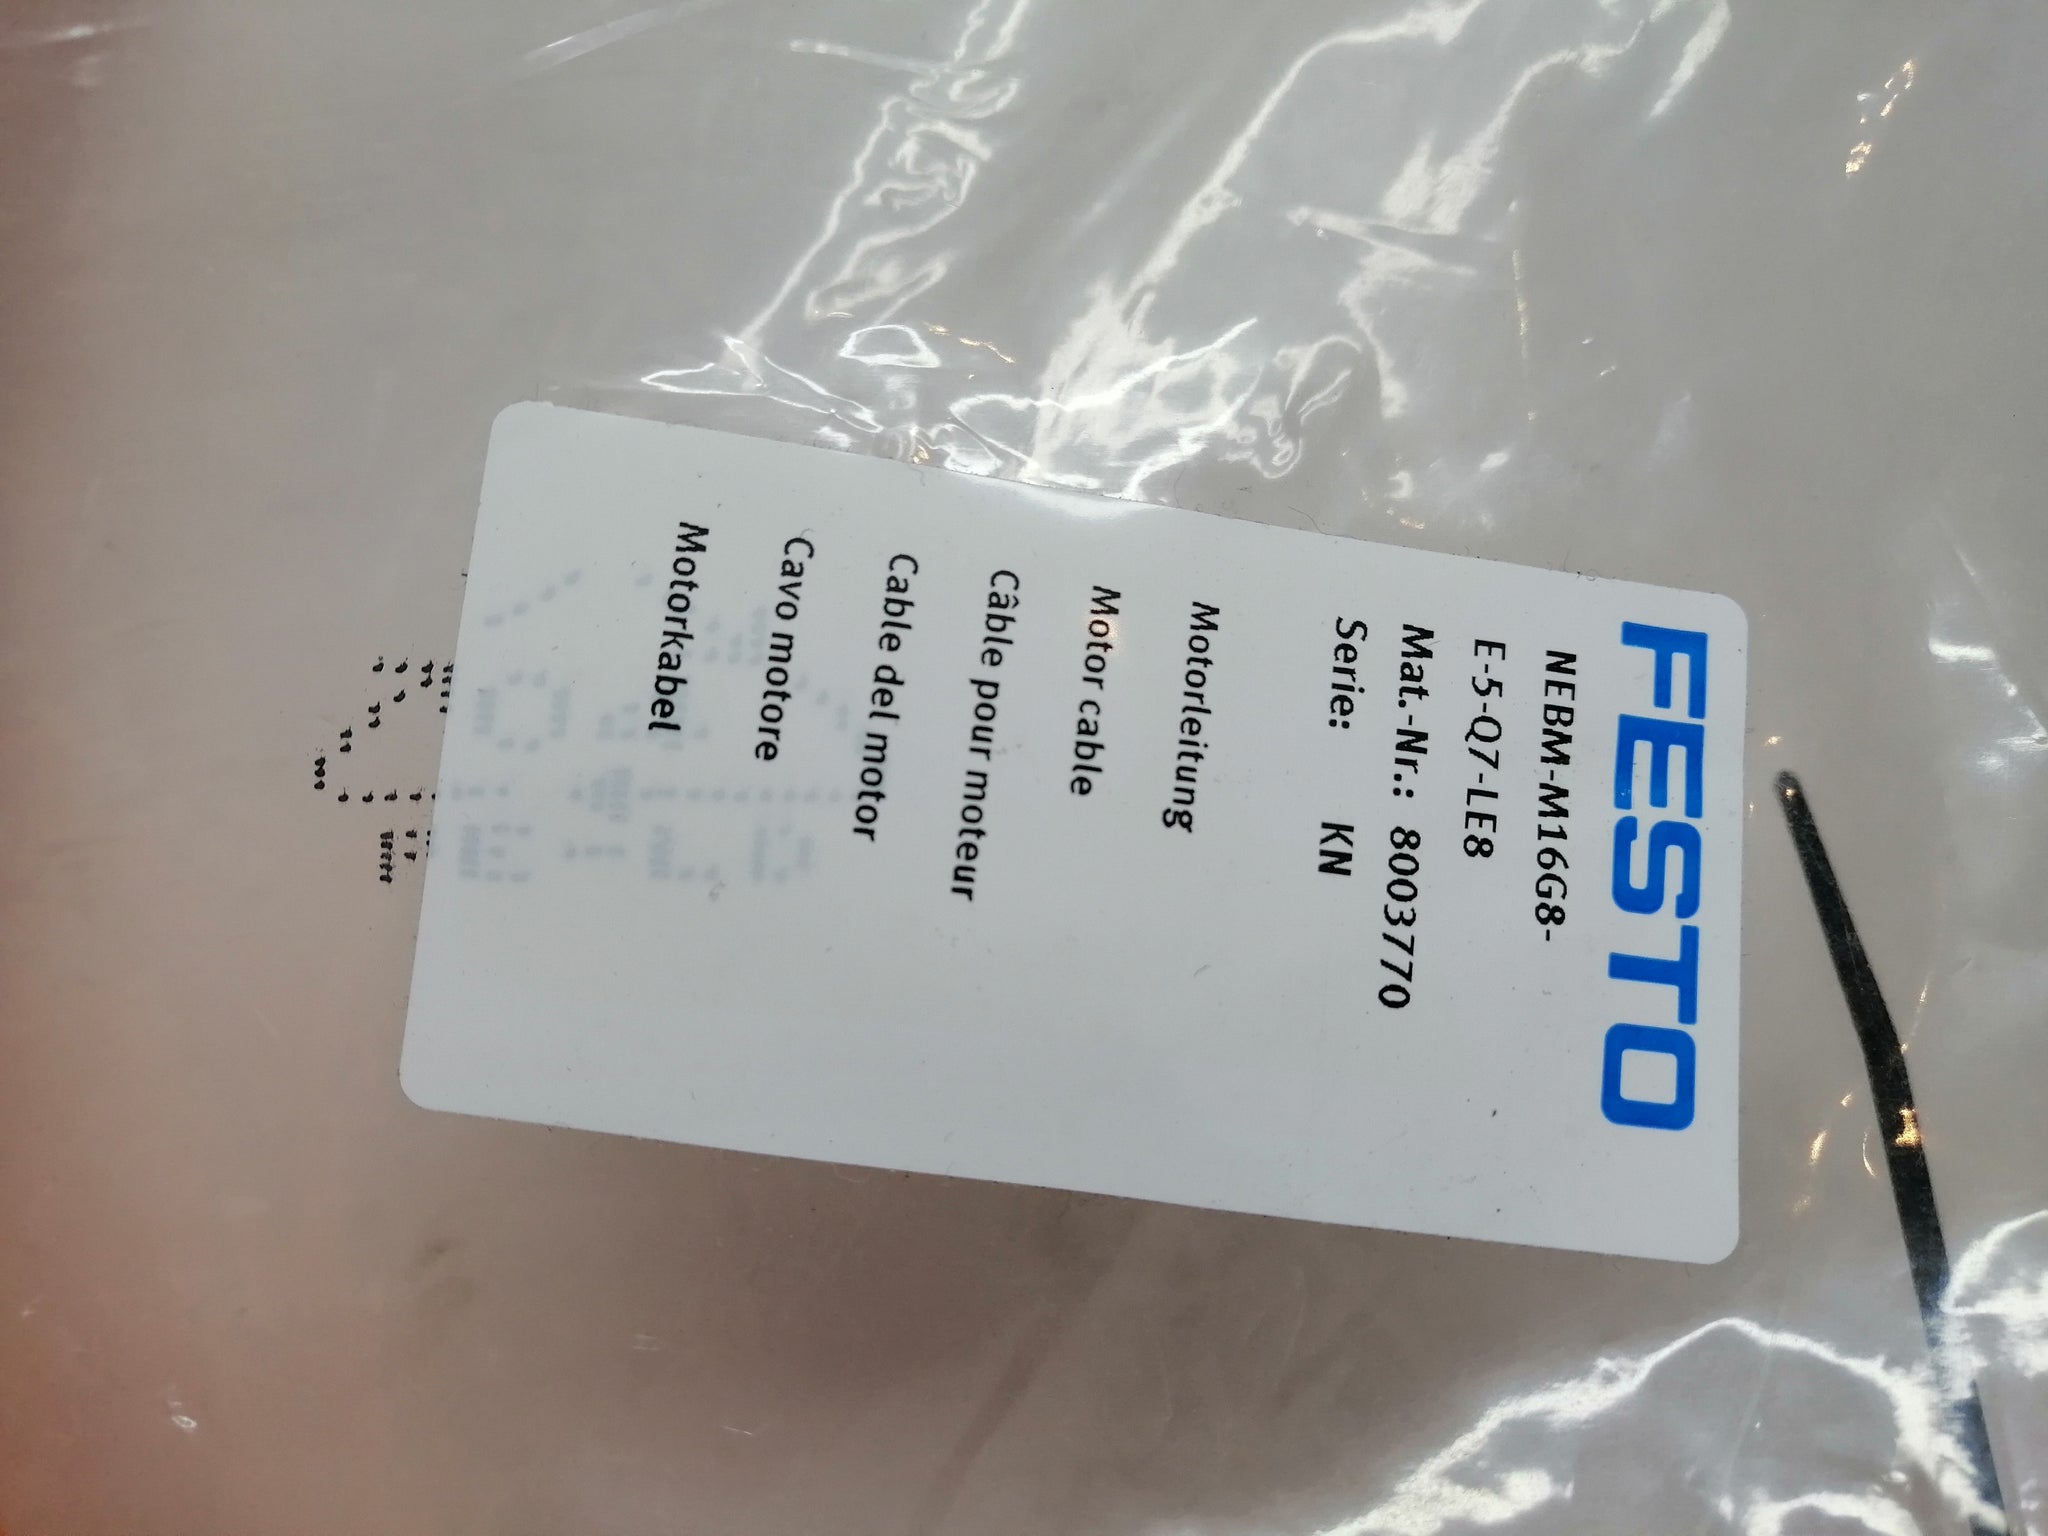 FESTO
NEBM-M16G8-
E-5-Q7-LE8
Mat.-Nr.: 8003770
Serie: KN
Motorleitung
Motor cable
Câble pour moteur
Cable del motor
Cavo motore
Motorkabel